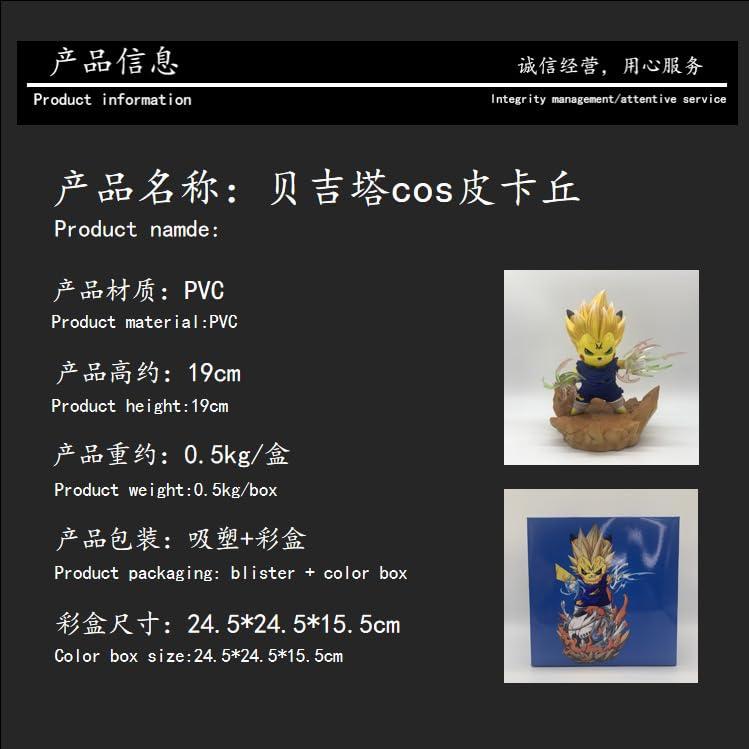 产品信息
诚信经营，用心服务
Product information
Integrity management/attentive service
产品名称：贝吉塔cos皮卡丘
Product namde:
产品材质：PVC
Product material:PVC
产品高约：19cm
Product height:19cm
产品重约：0.5kg/盒
Product weight:0.5kg/box
产品包装：吸塑+彩盒
Product packaging: blister + color box
彩盒尺寸：24.5*24.5*15.5cm
Color box size:24.5*24.5*15.5cm